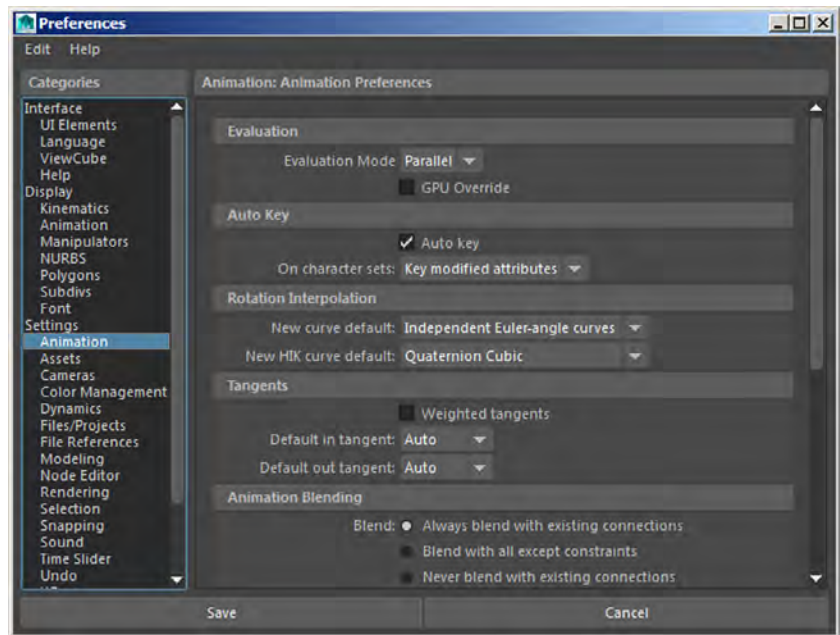 Preferences
Edit Help
Categories
Interface
UI Elements
Language
ViewCube
Help
Display
Kinematics
Animation
Manipulators
NURBS
Polygons
Subdivs
Font
Settings
Animation
Assets
Cameras
Color Management
Dynamics
Files/Projects
File References
Modeling
Node Editor
Rendering
Selection
Snapping
Sound
Time Slider
Undo
Animation: Animation Preferences
Evaluation
Evaluation Mode Parallel
GPU Override
Auto Key
Auto key
On character sets: Key modified attributes
Rotation Interpolation
New curve default: Independent Euler-angle curves
New HIK curve default: Quaternion Cubic
Tangents
Weighted tangents
Default in tangent: Auto
Default out tangent: Auto
Animation Blending
Blend: Always blend with existing connections
Blend with all except constraints
Never blend with existing connections
Save Cancel